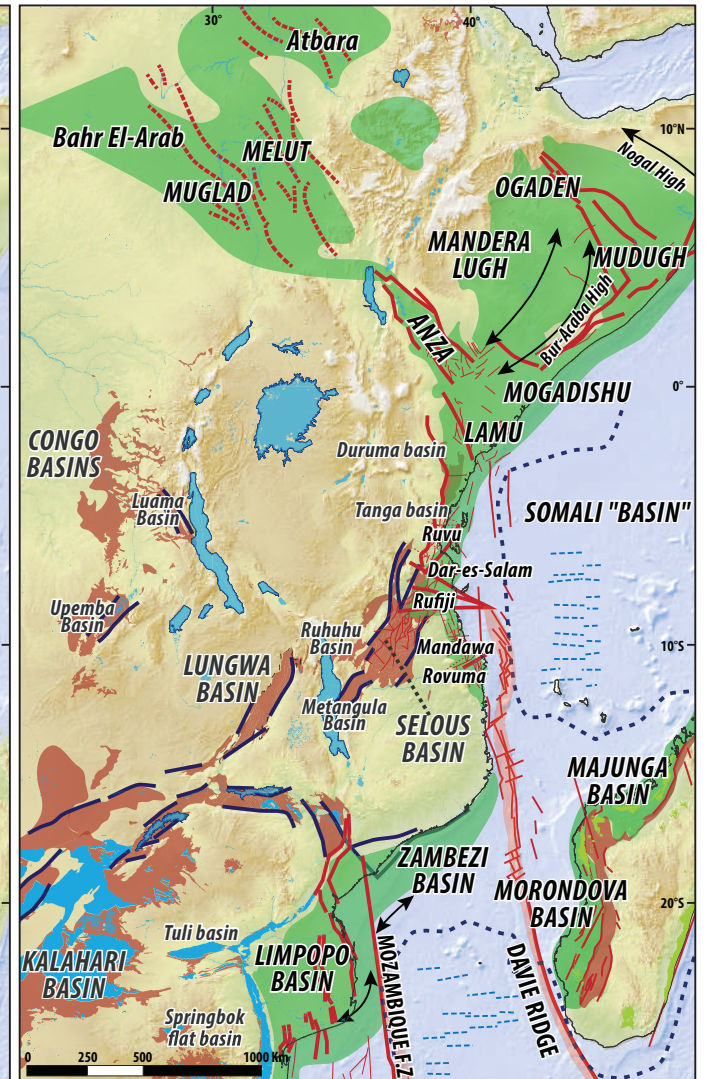 30°
40°
Atbara
10°N
Bahr El-Arab
MELUT
Nogal High
MUGLAD
OGADEN
MANDERA
LUGH
MUDUGH
Bur-Acaba High
ANZA
0°
MOGADISHU
LAMU
CONGO
BASINS
Duruma basin
Luama
Basin
Tanga basin
SOMALI "BASIN"
Ruvu
Dar-es-Salam
Rufiji
Upemba
Basin
Ruhuhu
Basin
Mandawa
10°S
LUNGWA
BASIN
Rovuma
Metangula
Basin
SELOUS
BASIN
MAJUNGA
BASIN
ZAMBEZI
BASIN
MORONDOVA
BASIN
20°S
Tuli basin
KALAHARI
BASIN
LIMPOPO
BASIN
MOZAMBIQUE F.Z
DAVIE RIDGE
Springbok
flat basin
0 250 500 1000 km